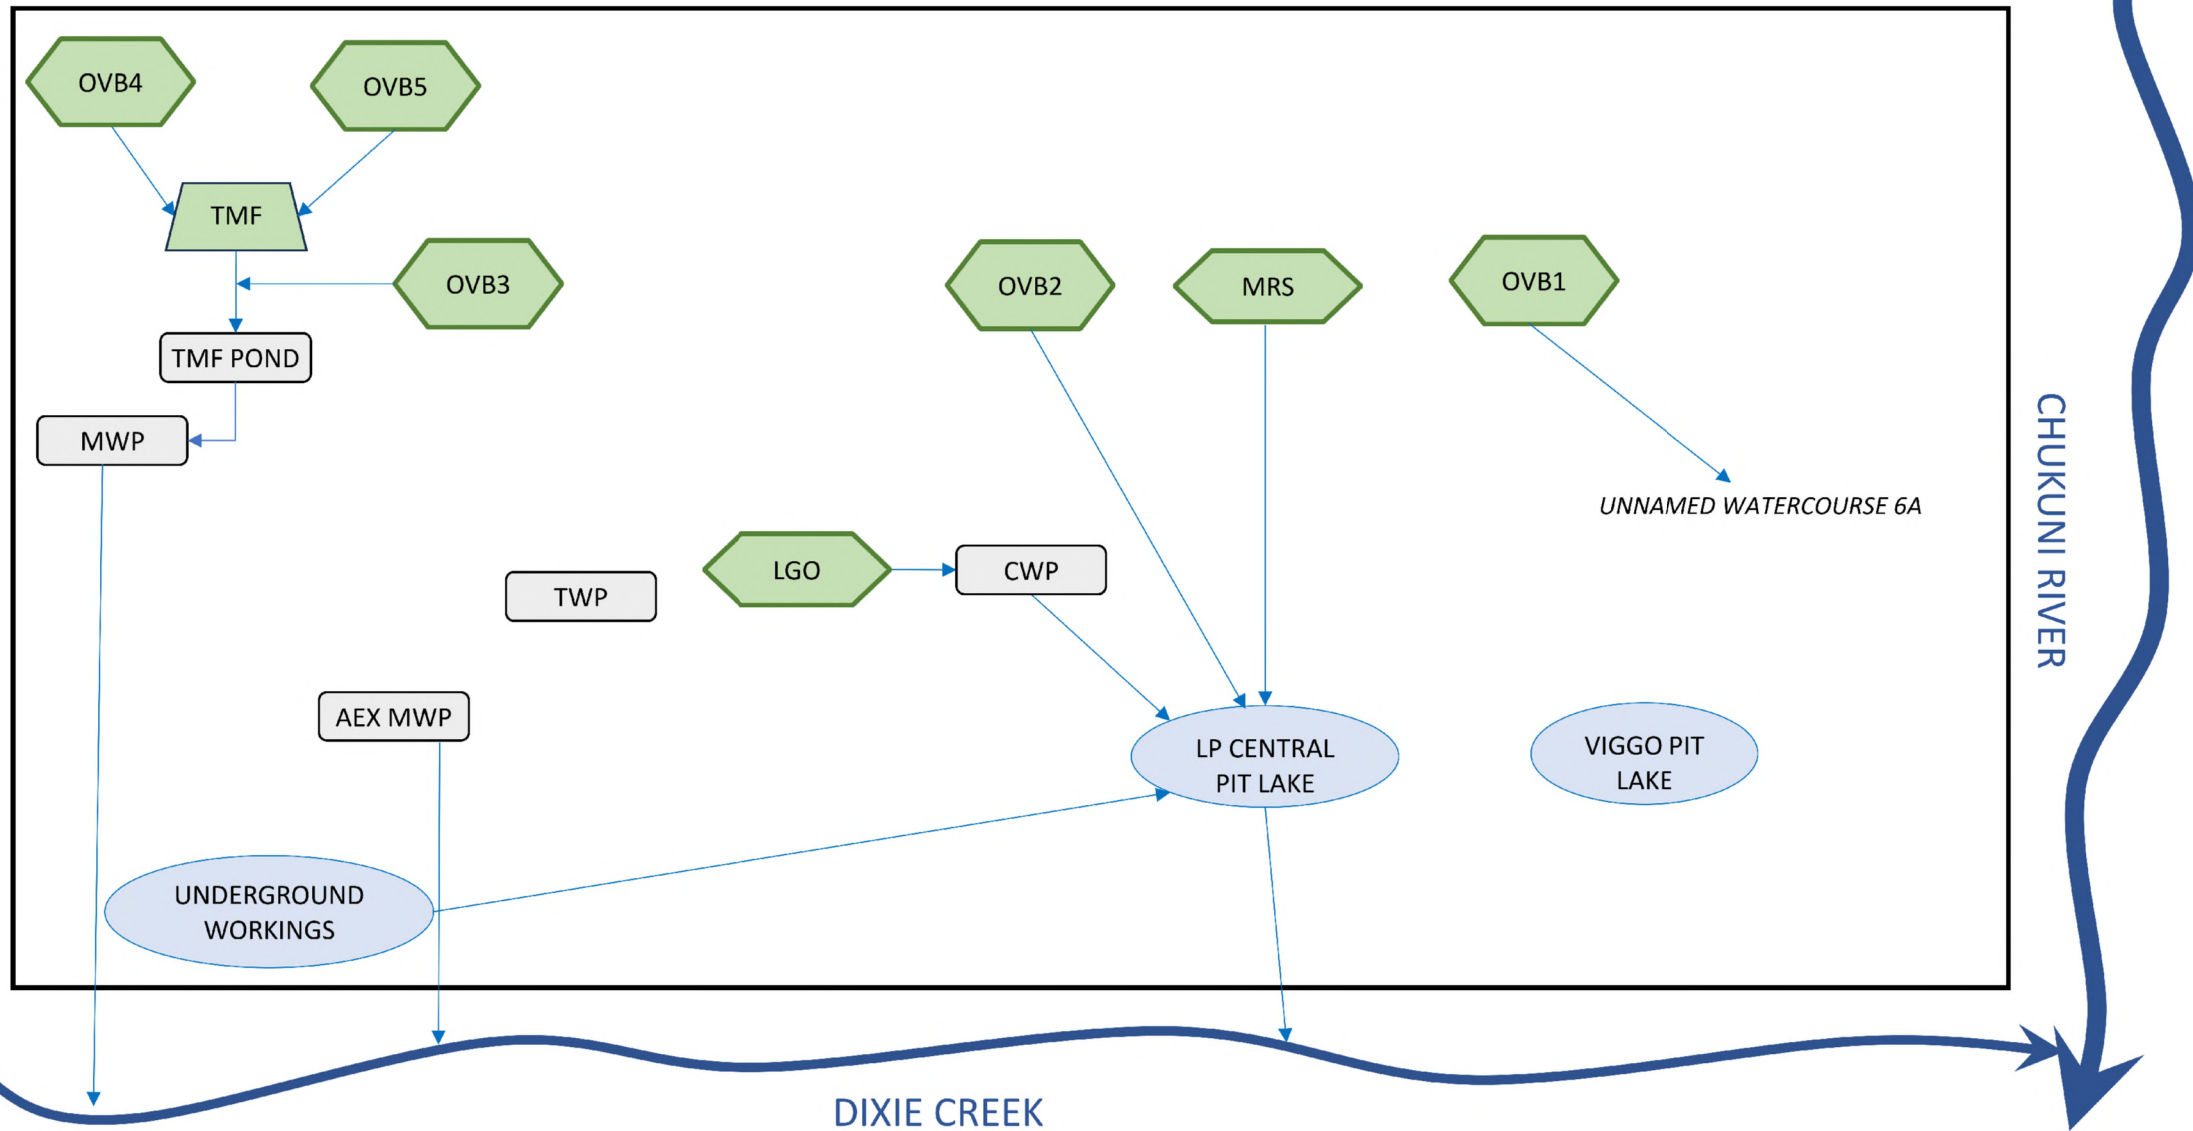 OVB4
OVB5
TMF
OVB3
OVB2
MRS
OVB1
TMF POND
MWP
UNNAMED WATERCOURSE 6A
CHUKUNI RIVER
LGO
CWP
TWP
AEX MWP
LP CENTRAL
PIT LAKE
VIGGO PIT
LAKE
UNDERGROUND
WORKINGS
DIXIE CREEK